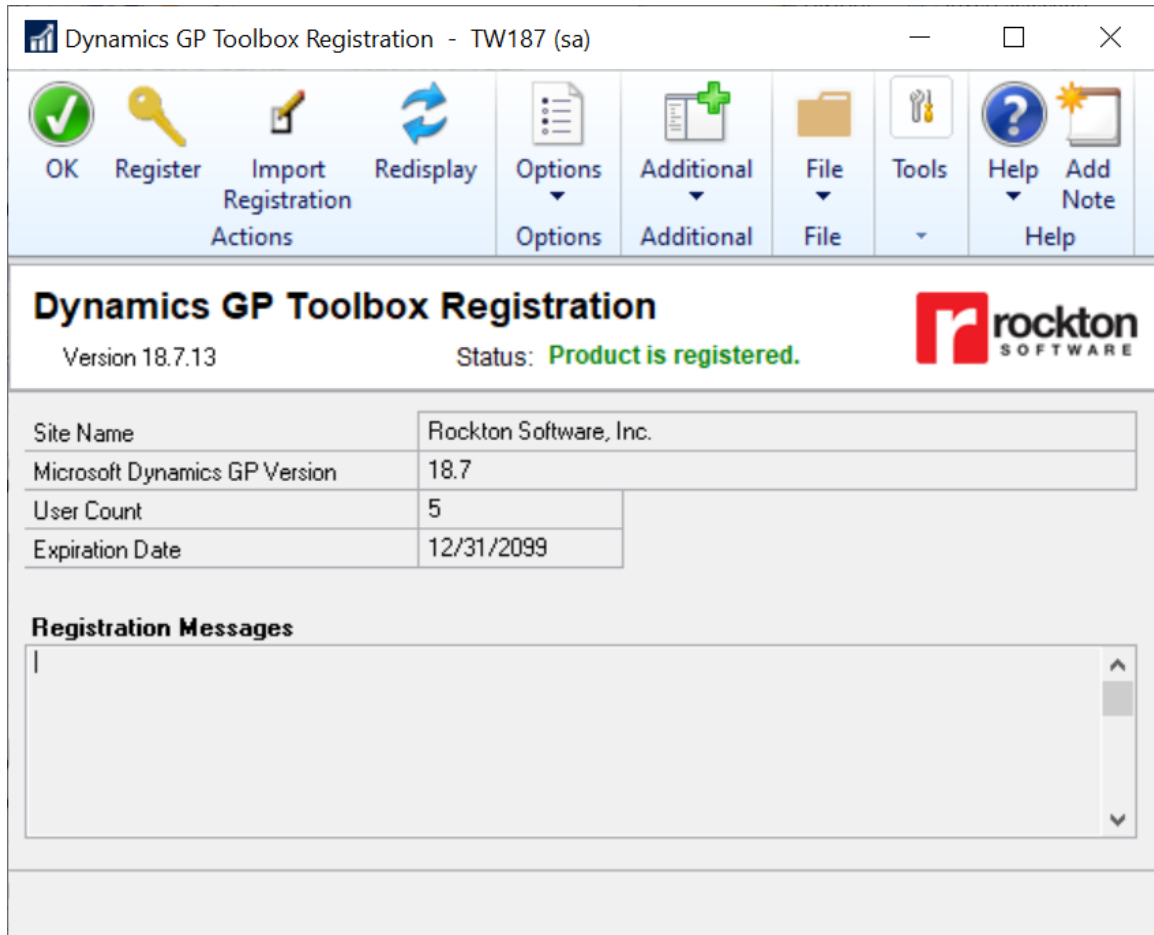 Dynamics GP Toolbox Registration - TW187 (sa)
OK Register Import Registration Redisplay Options Additional File Tools Help Add Note
Actions Options Additional File Help
Dynamics GP Toolbox Registration
Version 18.7.13 Status: Product is registered.
rockton
SOFTWARE
Site Name Rockton Software, Inc.
Microsoft Dynamics GP Version 18.7
User Count 5
Expiration Date 12/31/2099
Registration Messages